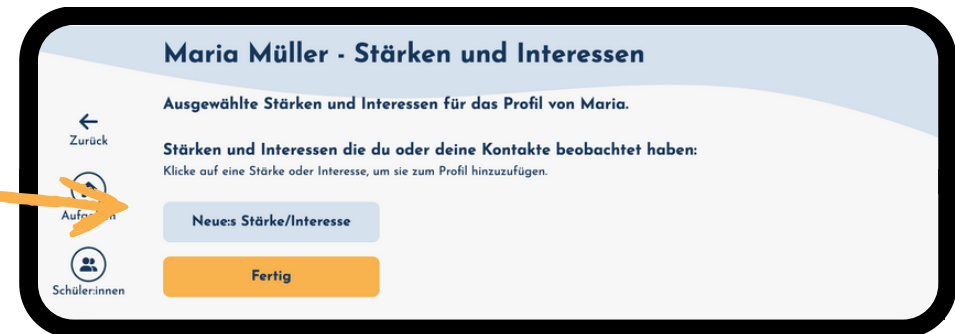 Maria Müller - Stärken und Interessen
Ausgewählte Stärken und Interessen für das Profil von Maria.
Zurück
Stärken und Interessen die du oder deine Kontakte beobachtet haben:
Klicke auf eine Stärke oder Interesse, um sie zum Profil hinzuzufügen.
Neue:s Stärke/Interesse
Fertig
Schüler:innen